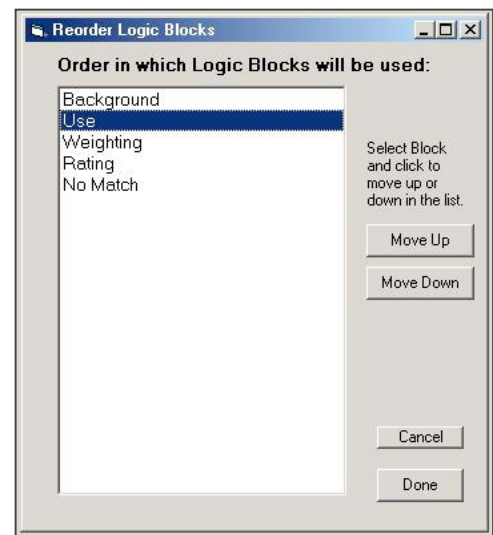 Reorder Logic Blocks
Order in which Logic Blocks will be used:
Background
Use
Weighting
Rating
No Match
Select Block
and click to
move up or
down in the list.
Move Up
Move Down
Cancel
Done